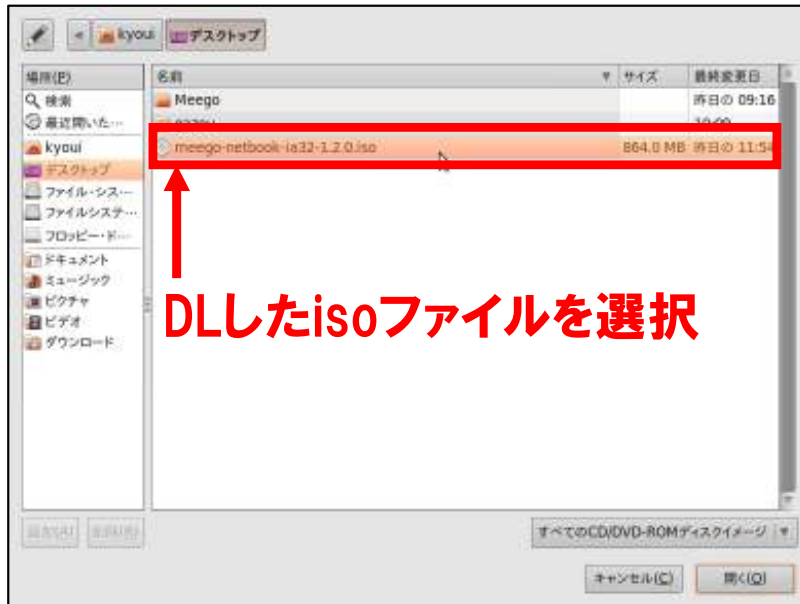 kyoui デスクトップ
場所(P) 名前 サイズ 最終変更日
検索 Meego 昨日の 09:16
最近開いた…
kyoui meego-netbook-ia32-1.2.0.iso 864.0 MB 昨日の 11:54
デスクトップ
ファイル・シス…
ファイルシステ…
フロッピー・ド…
ドキュメント
ミュージック
ピクチャ
ビデオ
ダウンロード
DLしたisoファイルを選択
すべてのCD/DVD-ROMディスクイメージ
キャンセル(C) 開く(O)